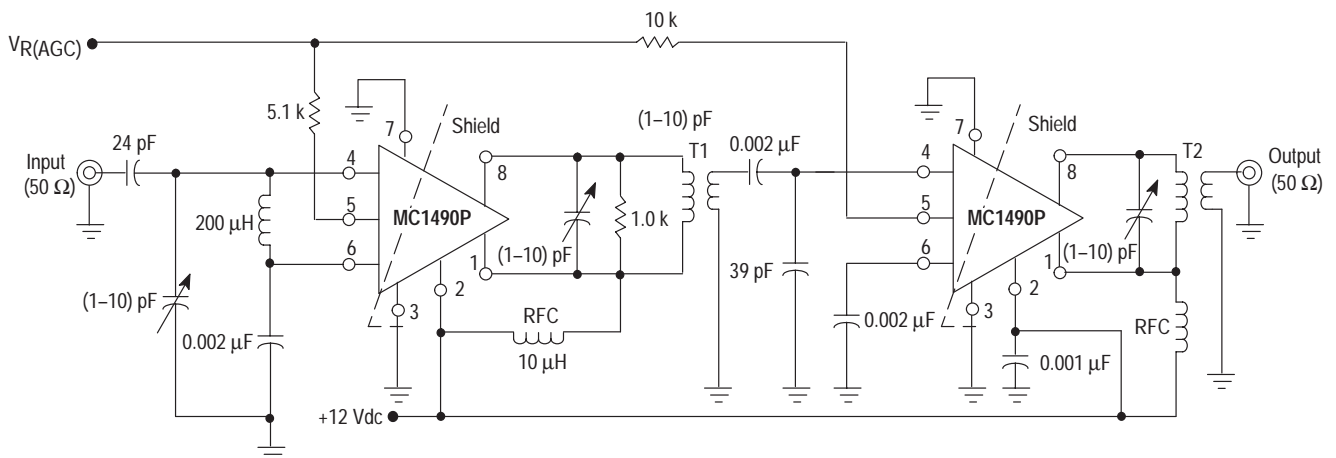 10 k
V_R(AGC)
5.1 k
7
Shield
(1–10) pF
7
Shield
24 pF
T1
0.002 μF
T2
Input
(50 Ω)
4
8
4
8
Output
(50 Ω)
200 μH
5
MC1490P
1.0 k
5
MC1490P
6
1
(1–10) pF
39 pF
6
1
(1–10) pF
(1–10) pF
2
2
0.002 μF
3
RFC
10 μH
0.002 μF
3
0.001 μF
RFC
+12 Vdc